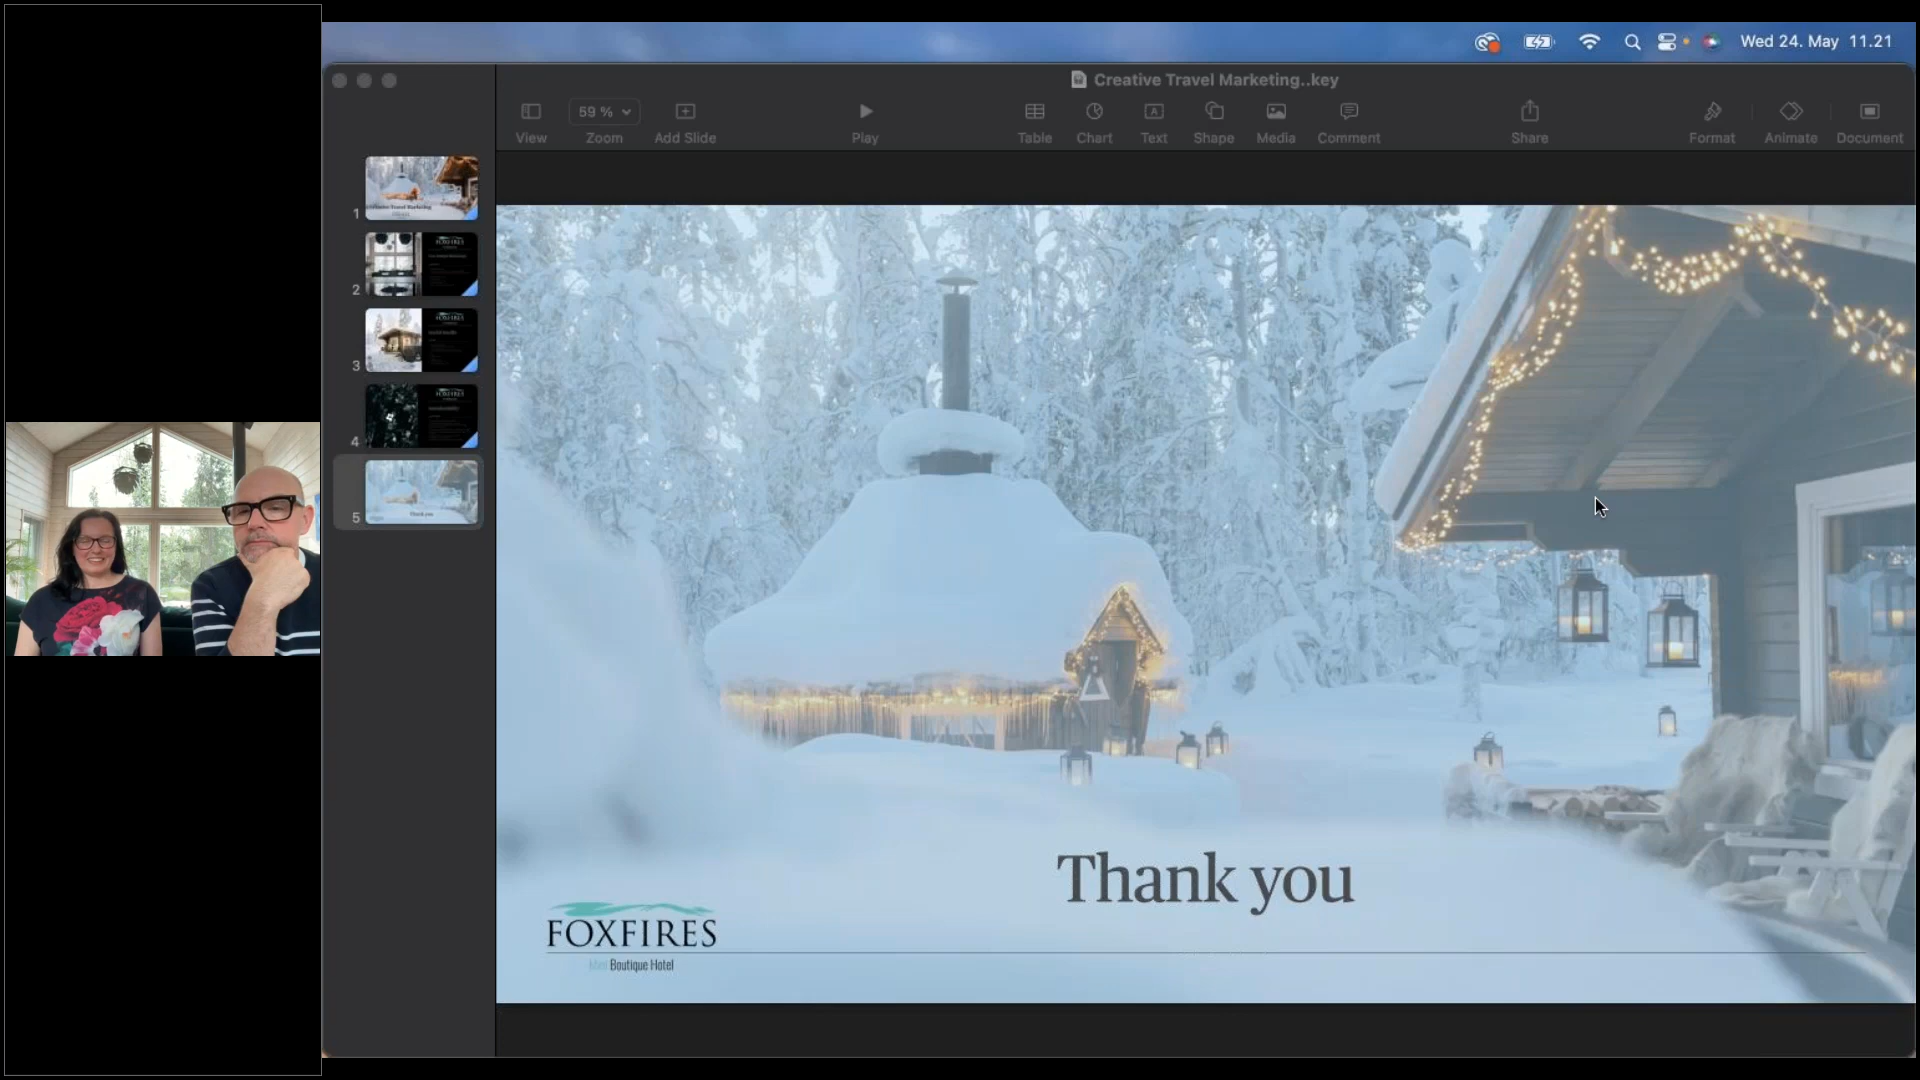 Wed 24. May 11.21
Creative Travel Marketing..key
59 %
View
Zoom
Add Slide
Play
Table
Chart
Text
Shape
Media
Comment
Share
Format
Animate
Document
1
2
3
4
5
Thank you
FOXFIRES
Boutique Hotel